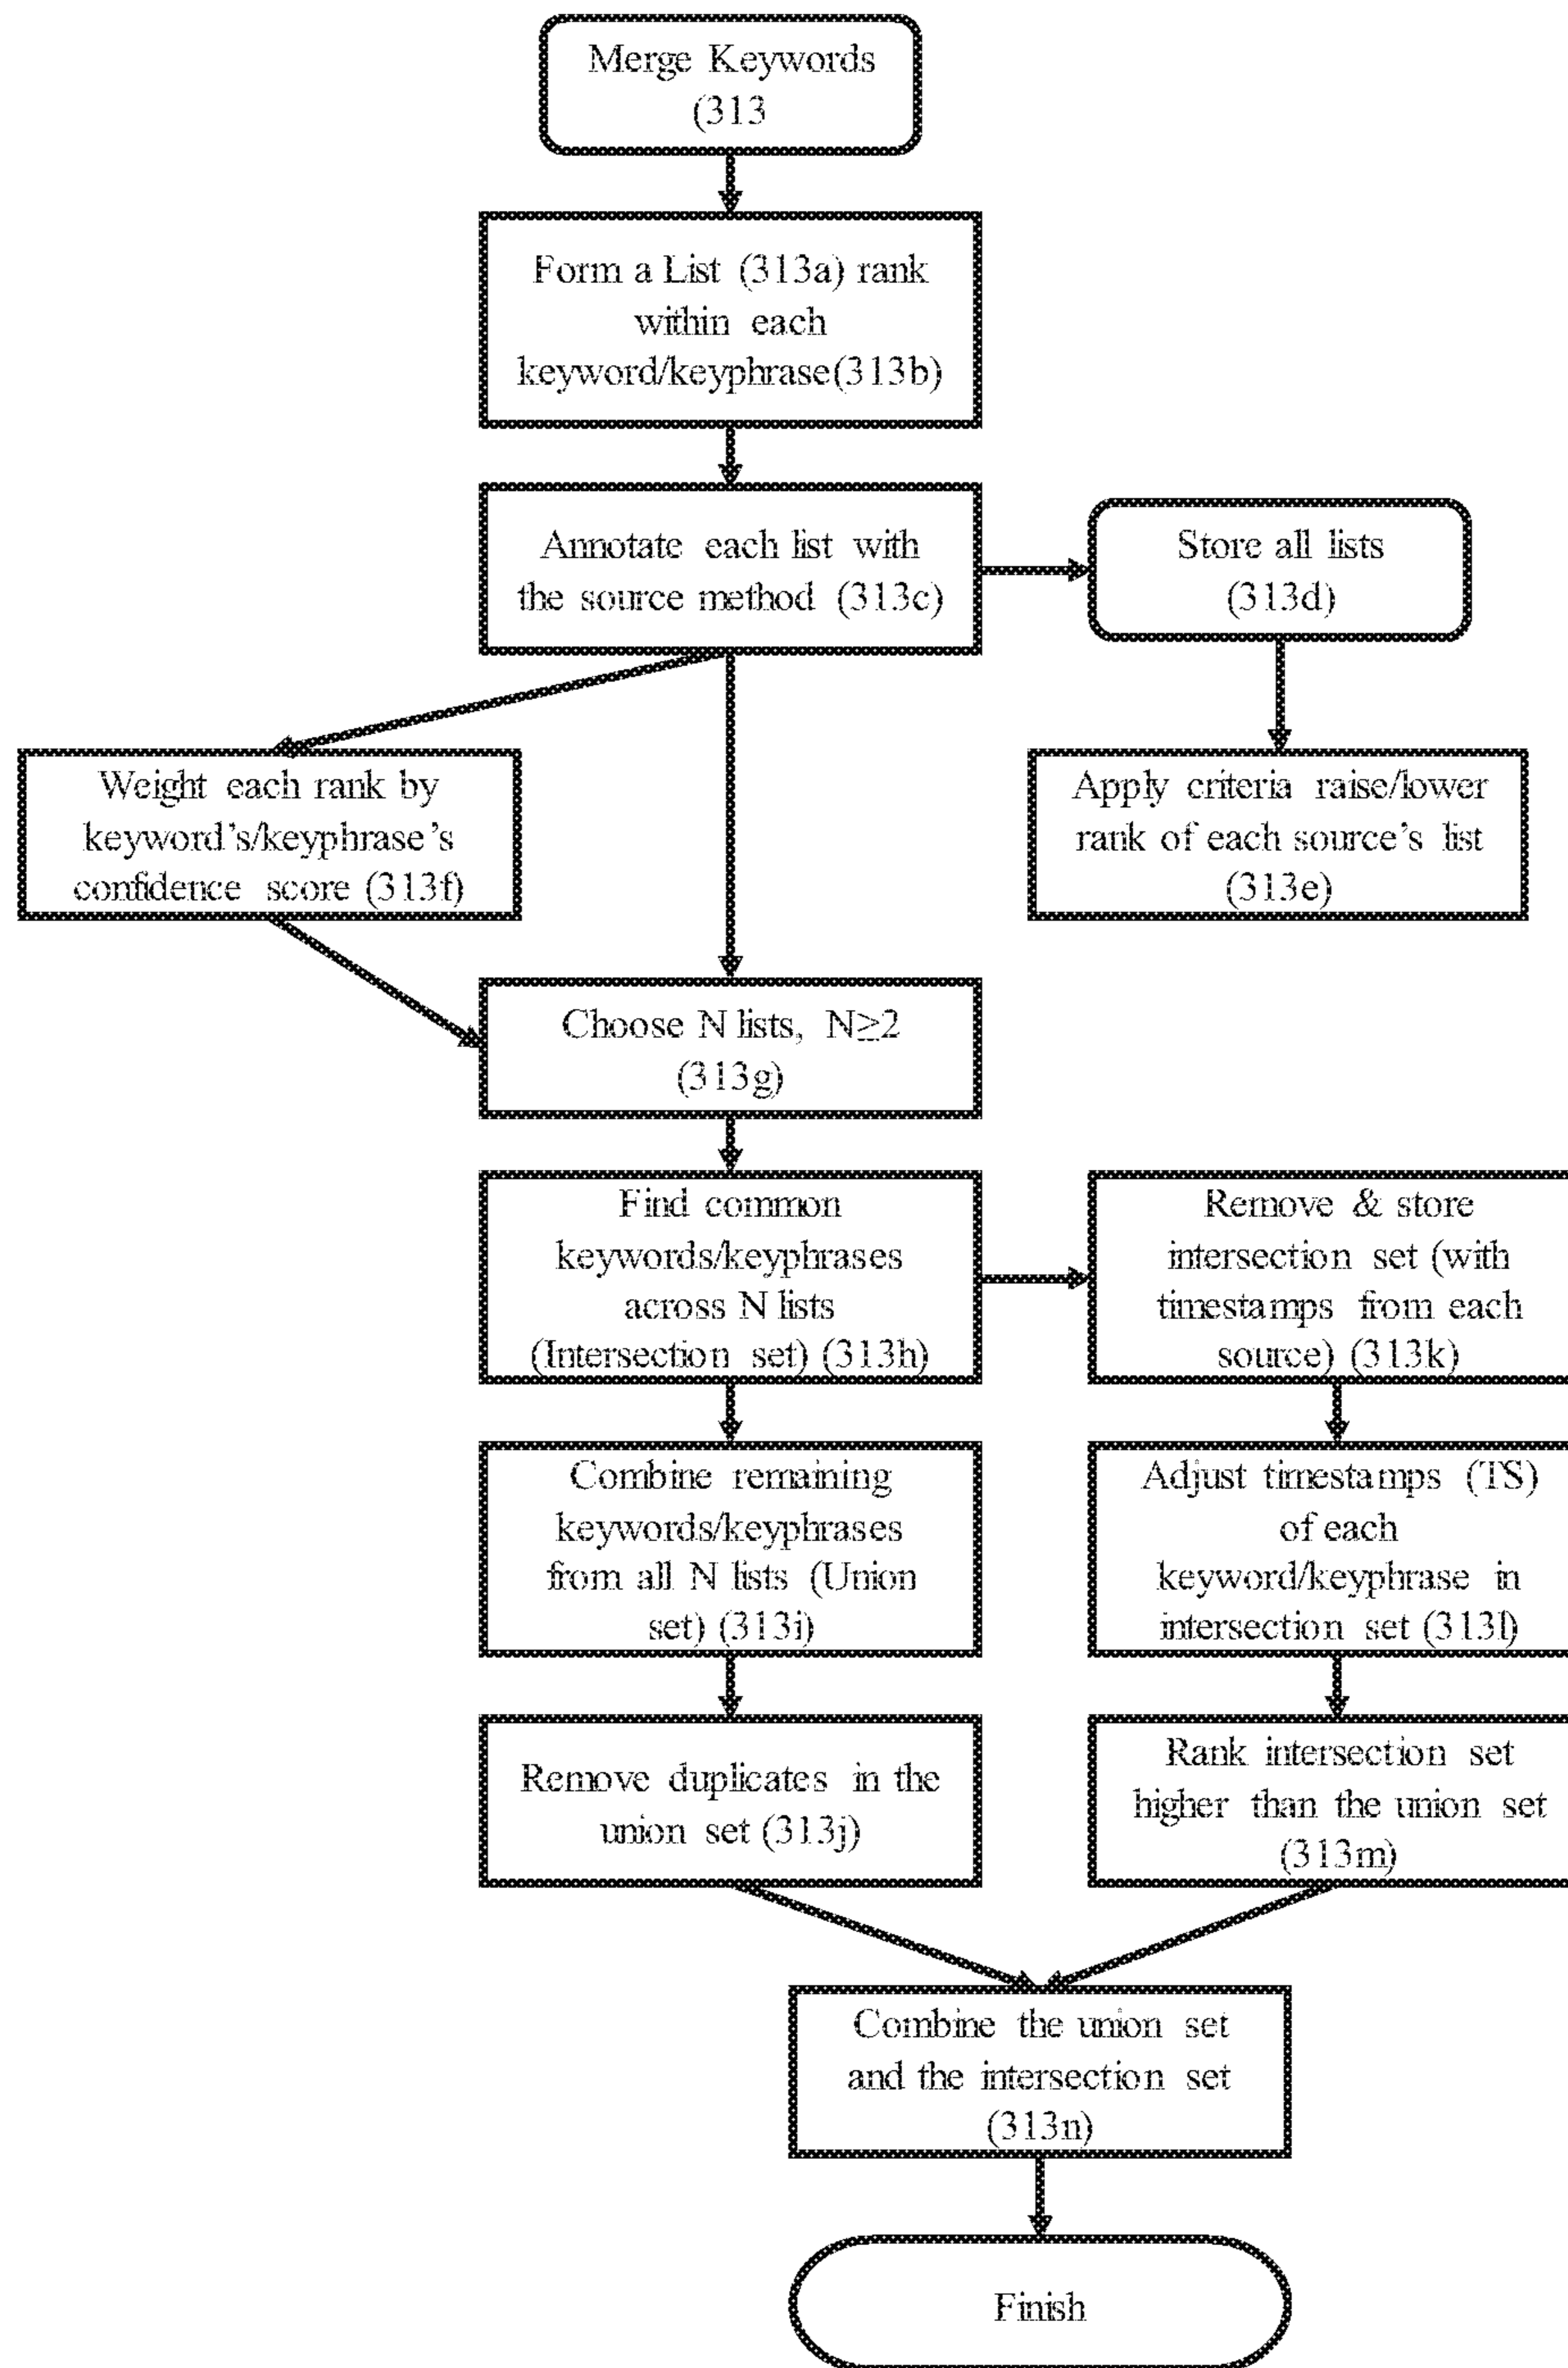 Merge Keywords
(313
Form a List (313a) rank
within each
keyword/keyphrase(313b)
Annotate each list with
the source method (313c)
Store all lists
(313d)
Weight each rank by
keyword's/keyphrase's
confidence score (313f)
Apply criteria raise/lower
rank of each source's list
(313e)
Choose N lists, N≥2
(313g)
Find common
keywords/keyphrases
across N lists
(Intersection set) (313h)
Remove & store
intersection set (with
timestamps from each
source) (313k)
Combine remaining
keywords/keyphrases
from all N lists (Union
set) (313i)
Adjust timestamps (TS)
of each
keyword/keyphrase in
intersection set (313l)
Remove duplicates in the
union set (313j)
Rank intersection set
higher than the union set
(313m)
Combine the union set
and the intersection set
(313n)
Finish